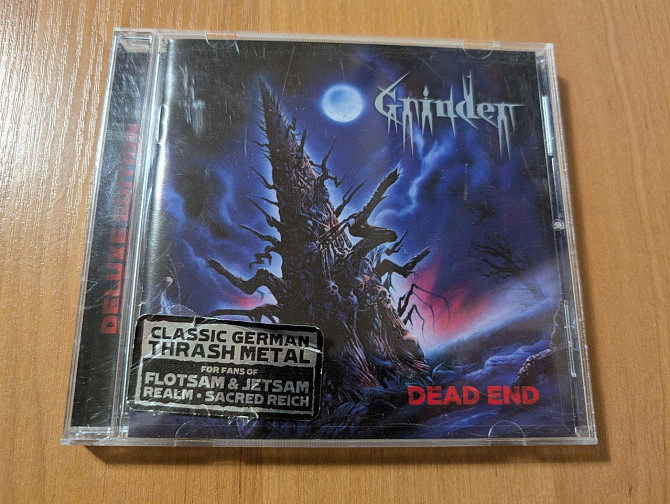 Grinder
DELUXE EDITION
CLASSIC GERMAN
THRASH METAL
FOR FANS OF
FLOTSAM & JETSAM
REALM • SACRED REICH
DEAD END